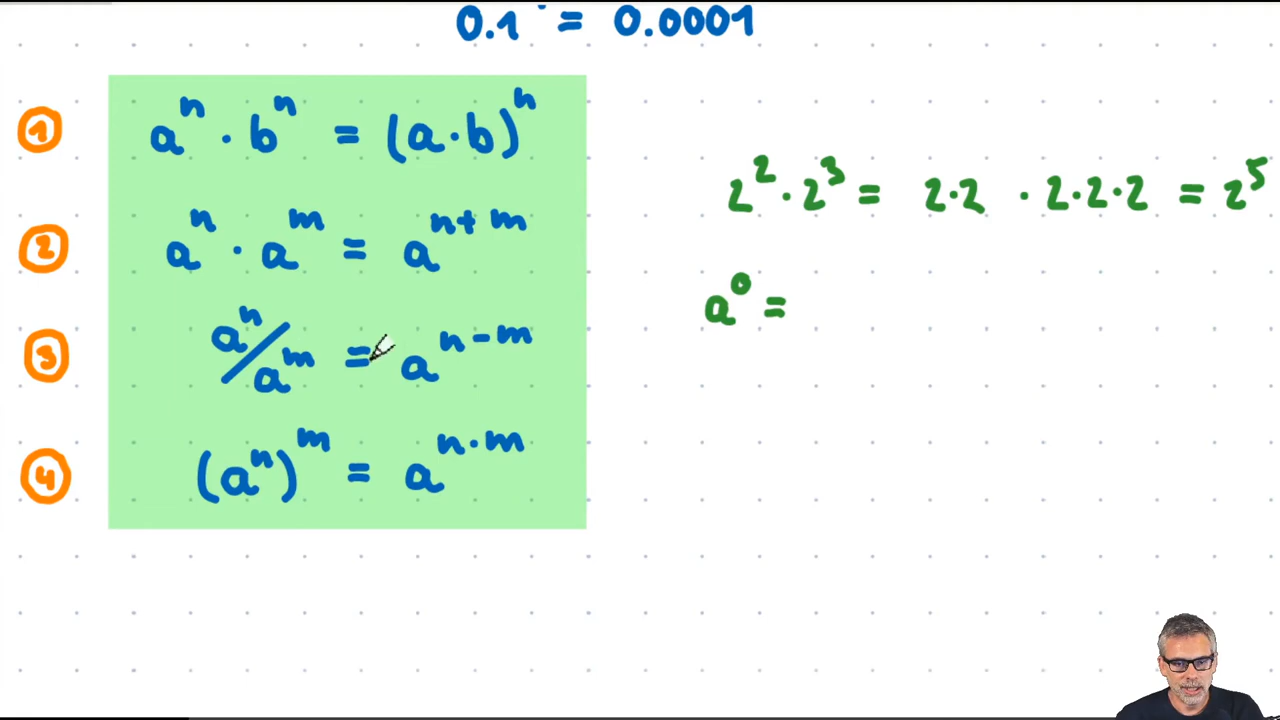 0.1 = 0.0001
1 aⁿ · bⁿ = (a·b)ⁿ
2² · 2³ = 2·2 · 2·2·2 = 2⁵
2 aⁿ · aᵐ = aⁿ⁺ᵐ
a⁰ =
3 aⁿ/aᵐ = aⁿ⁻ᵐ
4 (aⁿ)ᵐ = a^(n·m)